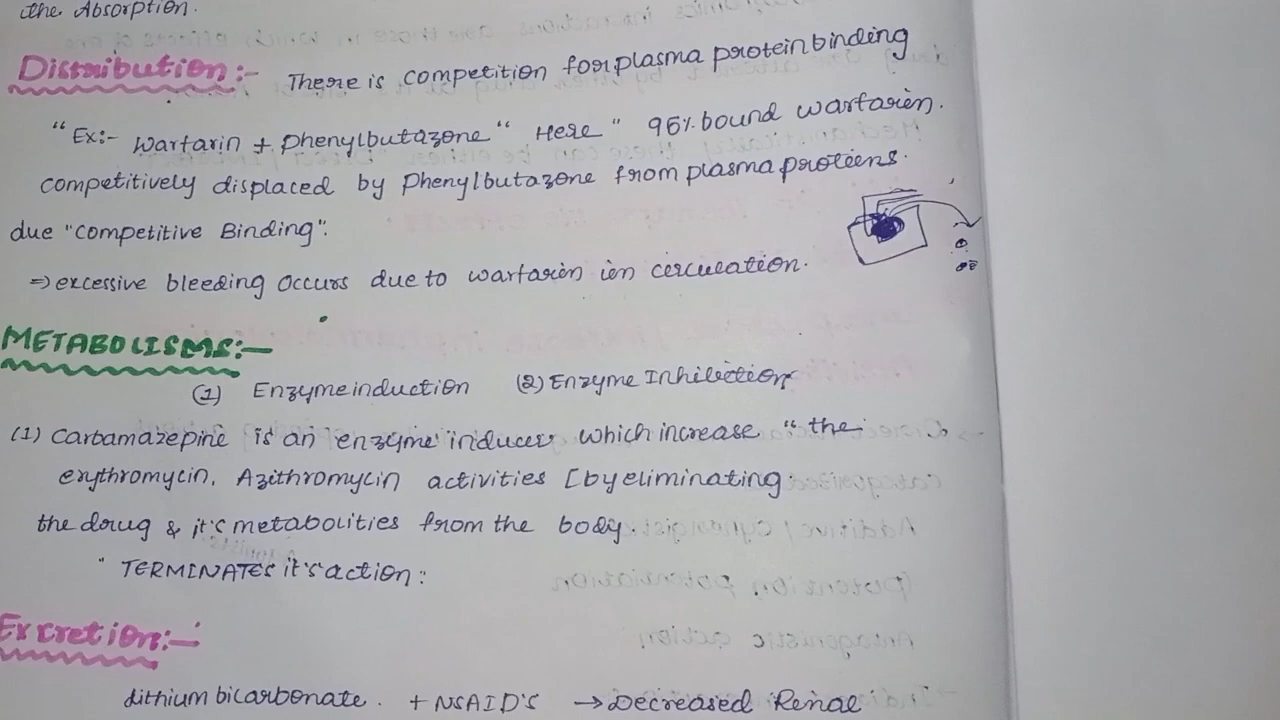 the Absorption.
Distribution:- There is competition for plasma protein binding
"Ex:- Warfarin + Phenylbutazone" Here " 96% bound warfarin.
competitively displaced by Phenylbutazone from plasma proteins.
due "competitive Binding".
⇒ excessive bleeding occurs due to warfarin in circulation.
METABOLISMS:-
(1) Enzyme induction (2) Enzyme Inhibiction
(1) Carbamazepine is an enzyme inducer which increase "the
erythromycin, Azithromycin activities [by eliminating
the drug & it's metabolities from the body.
" TERMINATES it's action:
Excretion:-
dithium bicarbonate. + NSAID'S → Decreased Renal